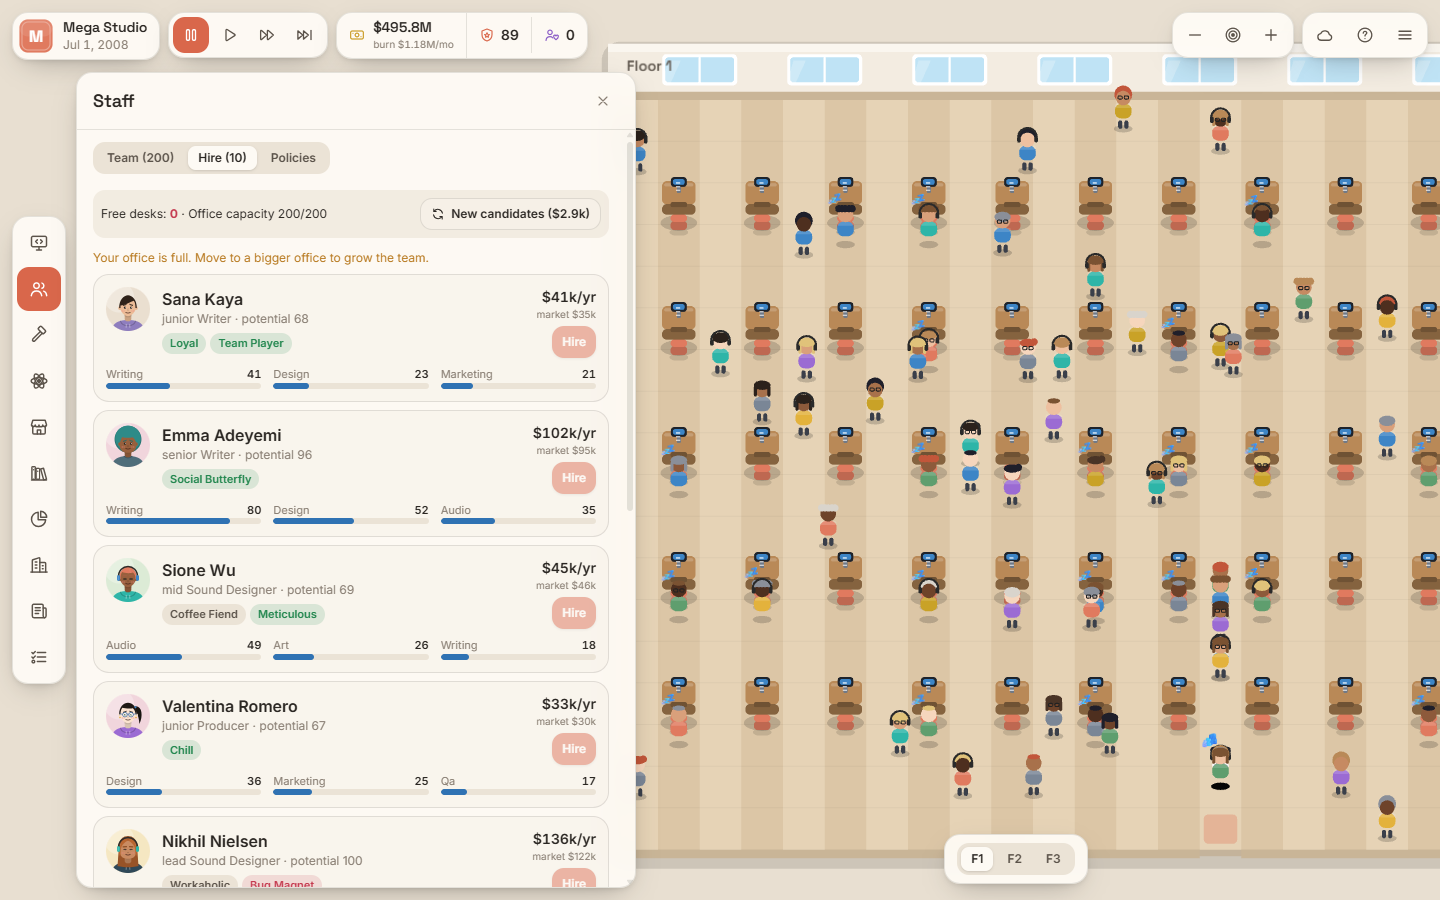 M
Mega Studio
Jul 1, 2008
$495.8M
burn $1.18M/mo
89
0
Floor 1
Staff
Team (200)
Hire (10)
Policies
Free desks: 0 · Office capacity 200/200
New candidates ($2.9k)
Your office is full. Move to a bigger office to grow the team.
Sana Kaya
$41k/yr
junior Writer · potential 68
market $35k
Loyal
Team Player
Hire
Writing 41
Design 23
Marketing 21
Emma Adeyemi
$102k/yr
senior Writer · potential 96
market $95k
Social Butterfly
Hire
Writing 80
Design 52
Audio 35
Sione Wu
$45k/yr
mid Sound Designer · potential 69
market $46k
Coffee Fiend
Meticulous
Hire
Audio 49
Art 26
Writing 18
Valentina Romero
$33k/yr
junior Producer · potential 67
market $30k
Chill
Hire
Design 36
Marketing 25
Qa 17
Nikhil Nielsen
$136k/yr
lead Sound Designer · potential 100
market $122k
Workaholic
Bug Magnet
Hire
F1
F2
F3